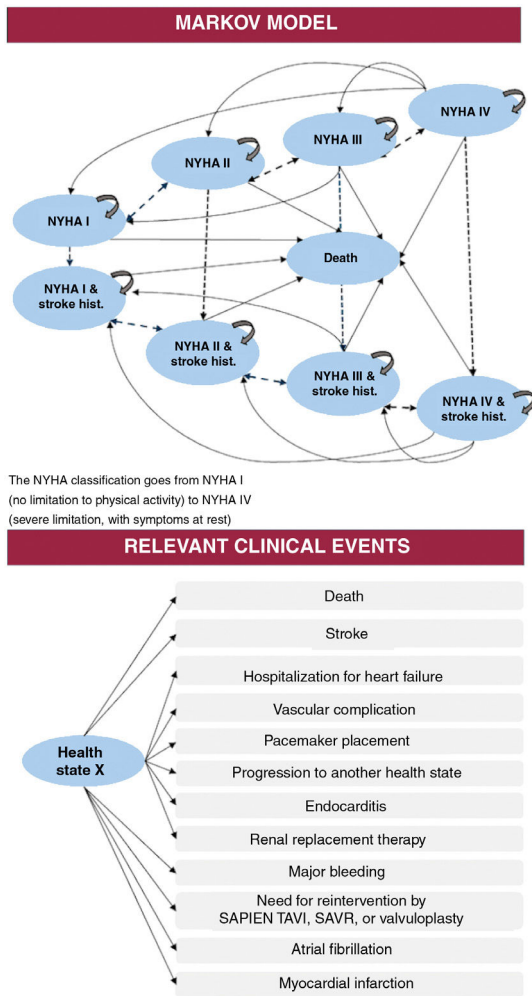 MARKOV MODEL
NYHA IV
NYHA III
NYHA II
NYHA I
Death
NYHA I &
stroke hist.
NYHA II &
stroke hist.
NYHA III &
stroke hist.
NYHA IV &
stroke hist.
The NYHA classification goes from NYHA I
(no limitation to physical activity) to NYHA IV
(severe limitation, with symptoms at rest)
RELEVANT CLINICAL EVENTS
Health
state X
Death
Stroke
Hospitalization for heart failure
Vascular complication
Pacemaker placement
Progression to another health state
Endocarditis
Renal replacement therapy
Major bleeding
Need for reintervention by
SAPIEN TAVI, SAVR, or valvuloplasty
Atrial fibrillation
Myocardial infarction